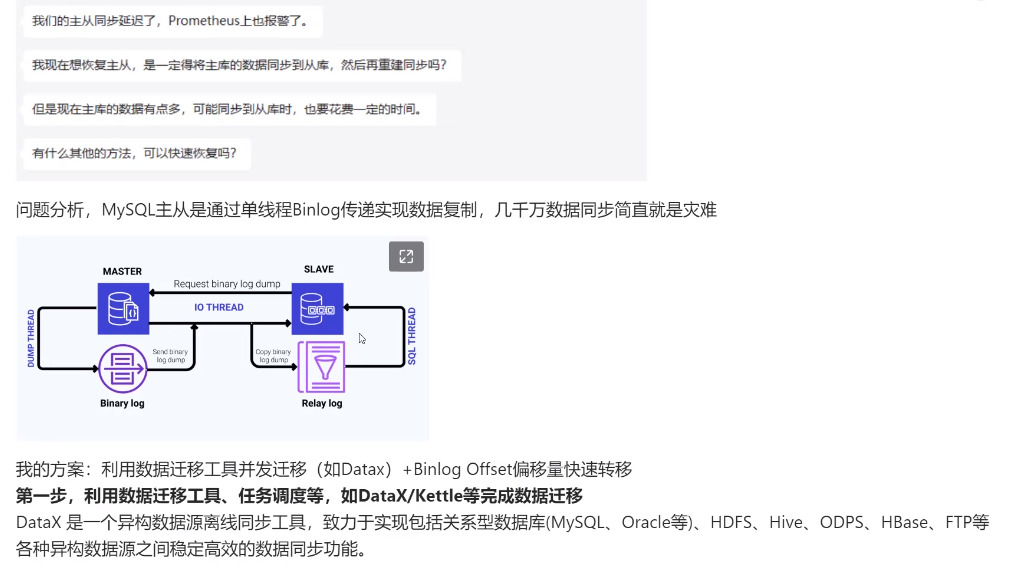 我们的主从同步延迟了，Prometheus上也报警了。
我现在想恢复主从，是一定得将主库的数据同步到从库，然后再重建同步吗？
但是现在主库的数据有点多，可能同步到从库时，也要花费一定的时间。
有什么其他的方法，可以快速恢复吗？
问题分析，MySQL主从是通过单线程Binlog传递实现数据复制，几千万数据同步简直就是灾难
MASTER
SLAVE
Request binary log dump
IO THREAD
DUMP THREAD
SQL THREAD
Send binary
log dump
Copy binary
log dump
Binary log
Relay log
我的方案：利用数据迁移工具并发迁移（如Datax）+Binlog Offset偏移量快速转移
第一步，利用数据迁移工具、任务调度等，如DataX/Kettle等完成数据迁移
DataX 是一个异构数据源离线同步工具，致力于实现包括关系型数据库(MySQL、Oracle等)、HDFS、Hive、ODPS、HBase、FTP等
各种异构数据源之间稳定高效的数据同步功能。